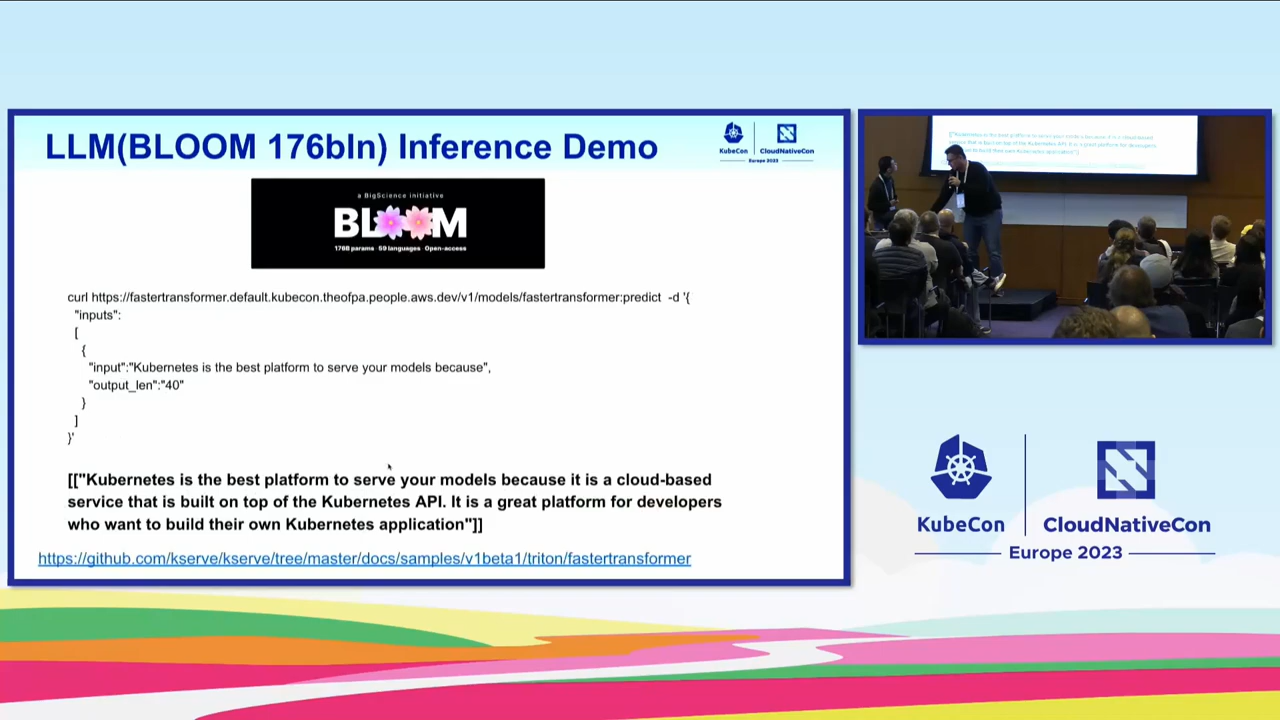 LLM(BLOOM 176bln) Inference Demo
KubeCon
CloudNativeCon
Europe 2023
a BigScience initiative
BLOOM
176B params 59 languages Open-access
curl https://fastertransformer.default.kubecon.theofpa.people.aws.dev/v1/models/fastertransformer:predict -d '{
"inputs":
[
{
"input":"Kubernetes is the best platform to serve your models because",
"output_len":"40"
}
]
}'
[["Kubernetes is the best platform to serve your models because it is a cloud-based
service that is built on top of the Kubernetes API. It is a great platform for developers
who want to build their own Kubernetes application"]]
https://github.com/kserve/kserve/tree/master/docs/samples/v1beta1/triton/fastertransformer
KubeCon
CloudNativeCon
Europe 2023